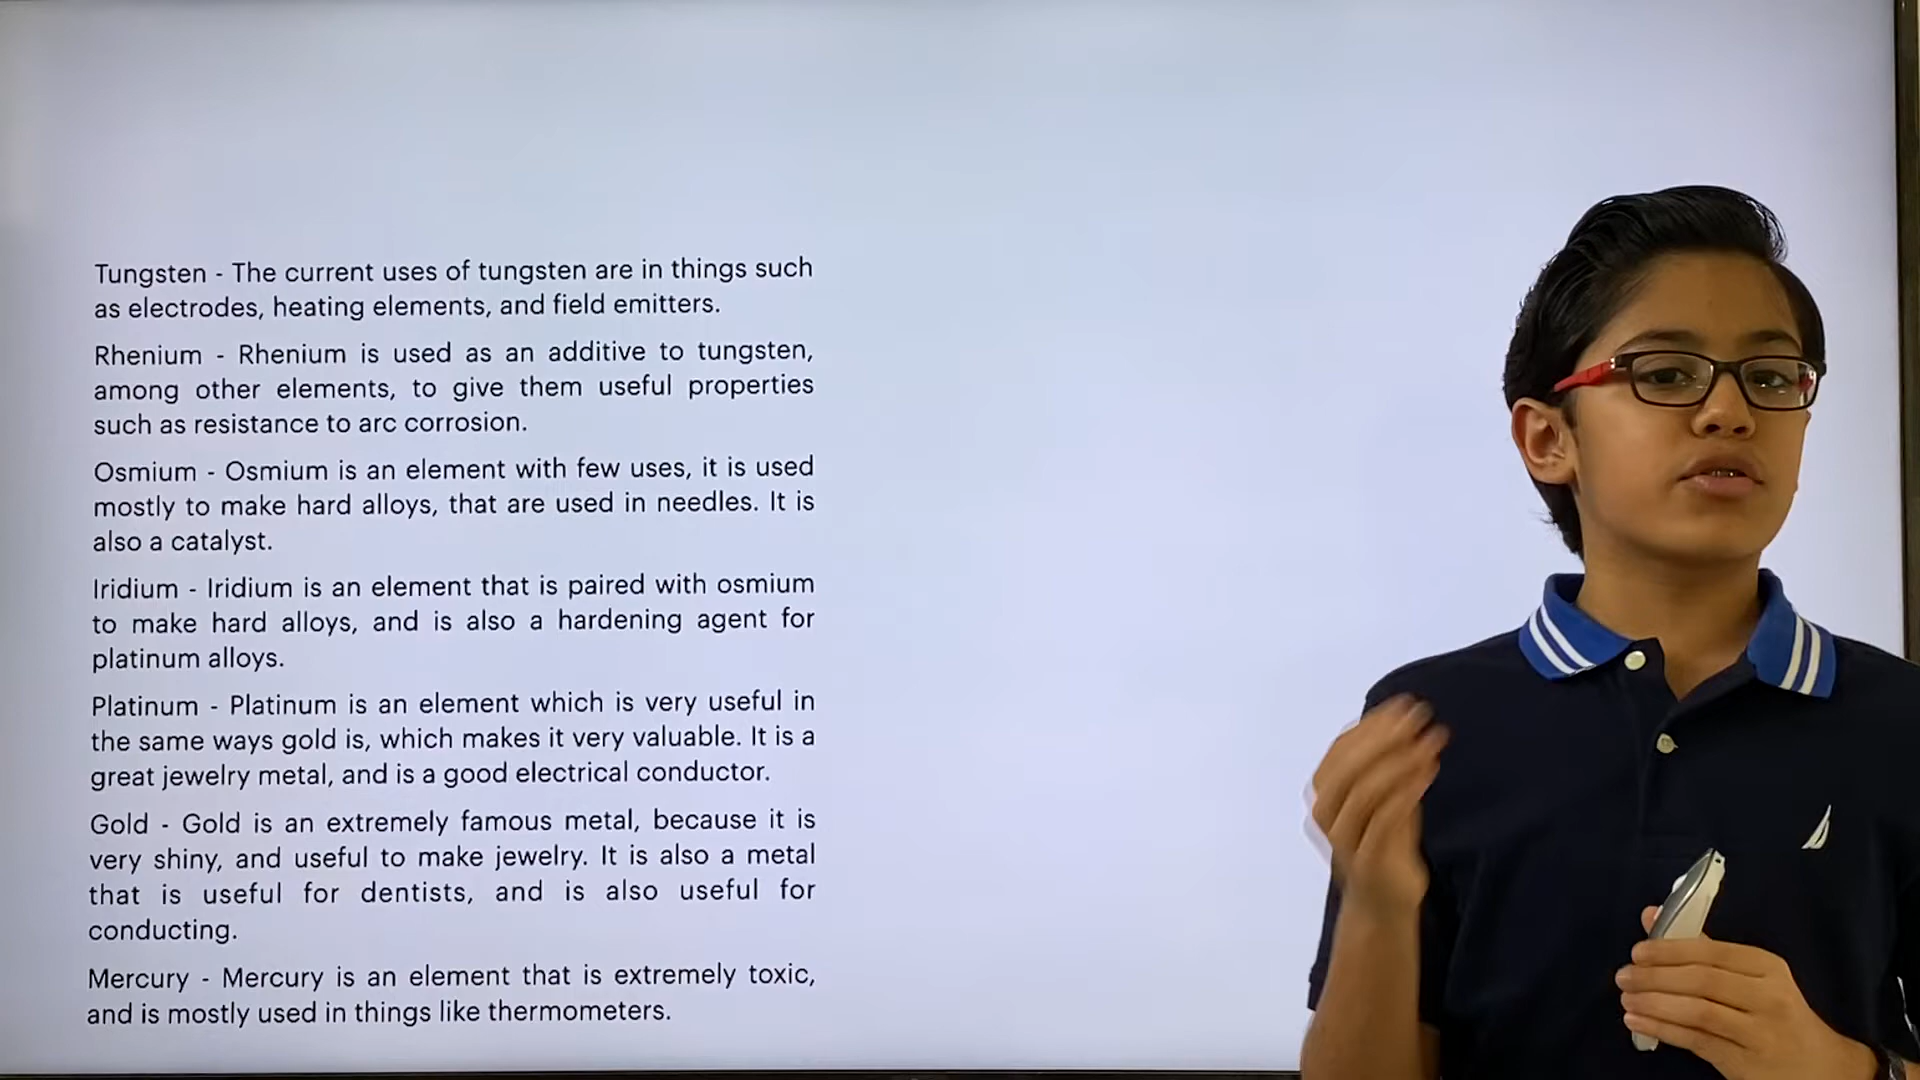 Tungsten - The current uses of tungsten are in things such
as electrodes, heating elements, and field emitters.
Rhenium - Rhenium is used as an additive to tungsten,
among other elements, to give them useful properties
such as resistance to arc corrosion.
Osmium - Osmium is an element with few uses, it is used
mostly to make hard alloys, that are used in needles. It is
also a catalyst.
Iridium - Iridium is an element that is paired with osmium
to make hard alloys, and is also a hardening agent for
platinum alloys.
Platinum - Platinum is an element which is very useful in
the same ways gold is, which makes it very valuable. It is a
great jewelry metal, and is a good electrical conductor.
Gold - Gold is an extremely famous metal, because it is
very shiny, and useful to make jewelry. It is also a metal
that is useful for dentists, and is also useful for
conducting.
Mercury - Mercury is an element that is extremely toxic,
and is mostly used in things like thermometers.